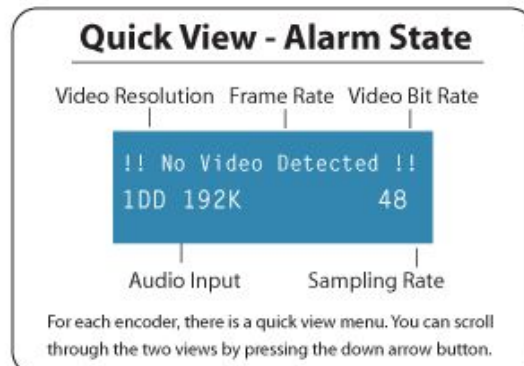 Quick View - Alarm State
Video Resolution Frame Rate Video Bit Rate
!! No Video Detected !!
1DD 192K 48
Audio Input Sampling Rate
For each encoder, there is a quick view menu. You can scroll
through the two views by pressing the down arrow button.